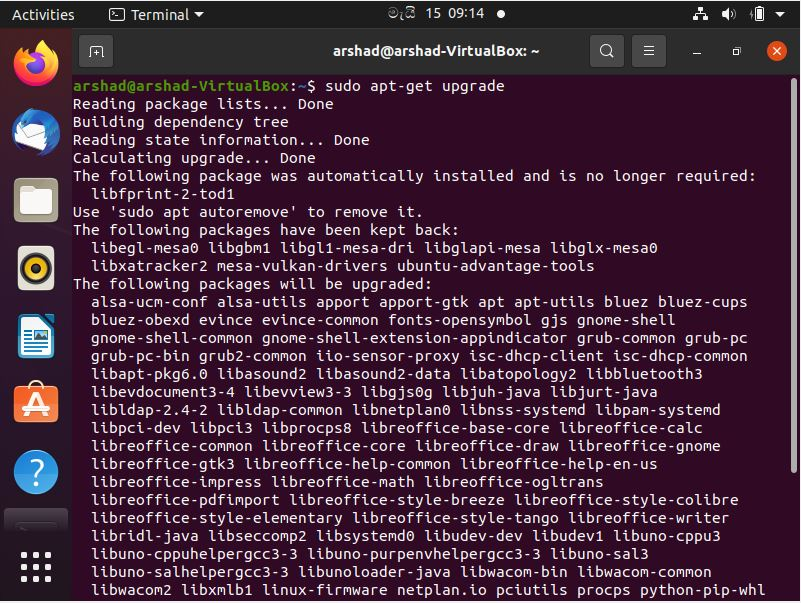 Activities Terminal මැයි 15 09:14
arshad@arshad-VirtualBox: ~
arshad@arshad-VirtualBox:~$ sudo apt-get upgrade
Reading package lists... Done
Building dependency tree
Reading state information... Done
Calculating upgrade... Done
The following package was automatically installed and is no longer required:
libfprint-2-tod1
Use 'sudo apt autoremove' to remove it.
The following packages have been kept back:
libegl-mesa0 libgbm1 libgl1-mesa-dri libglapi-mesa libglx-mesa0
libxatracker2 mesa-vulkan-drivers ubuntu-advantage-tools
The following packages will be upgraded:
alsa-ucm-conf alsa-utils apport apport-gtk apt apt-utils bluez bluez-cups
bluez-obexd evince evince-common fonts-opensymbol gjs gnome-shell
gnome-shell-common gnome-shell-extension-appindicator grub-common grub-pc
grub-pc-bin grub2-common iio-sensor-proxy isc-dhcp-client isc-dhcp-common
libapt-pkg6.0 libasound2 libasound2-data libatopology2 libbluetooth3
libevdocument3-4 libevview3-3 libgjs0g libjuh-java libjurt-java
libldap-2.4-2 libldap-common libnetplan0 libnss-systemd libpam-systemd
libpci-dev libpci3 libprocps8 libreoffice-base-core libreoffice-calc
libreoffice-common libreoffice-core libreoffice-draw libreoffice-gnome
libreoffice-gtk3 libreoffice-help-common libreoffice-help-en-us
libreoffice-impress libreoffice-math libreoffice-ogltrans
libreoffice-pdfimport libreoffice-style-breeze libreoffice-style-colibre
libreoffice-style-elementary libreoffice-style-tango libreoffice-writer
libridl-java libseccomp2 libsystemd0 libudev-dev libudev1 libuno-cppu3
libuno-cppuhelpergcc3-3 libuno-purpenvhelpergcc3-3 libuno-sal3
libuno-salhelpergcc3-3 libunoloader-java libwacom-bin libwacom-common
libwacom2 libxmlb1 linux-firmware netplan.io pciutils procps python-pip-whl